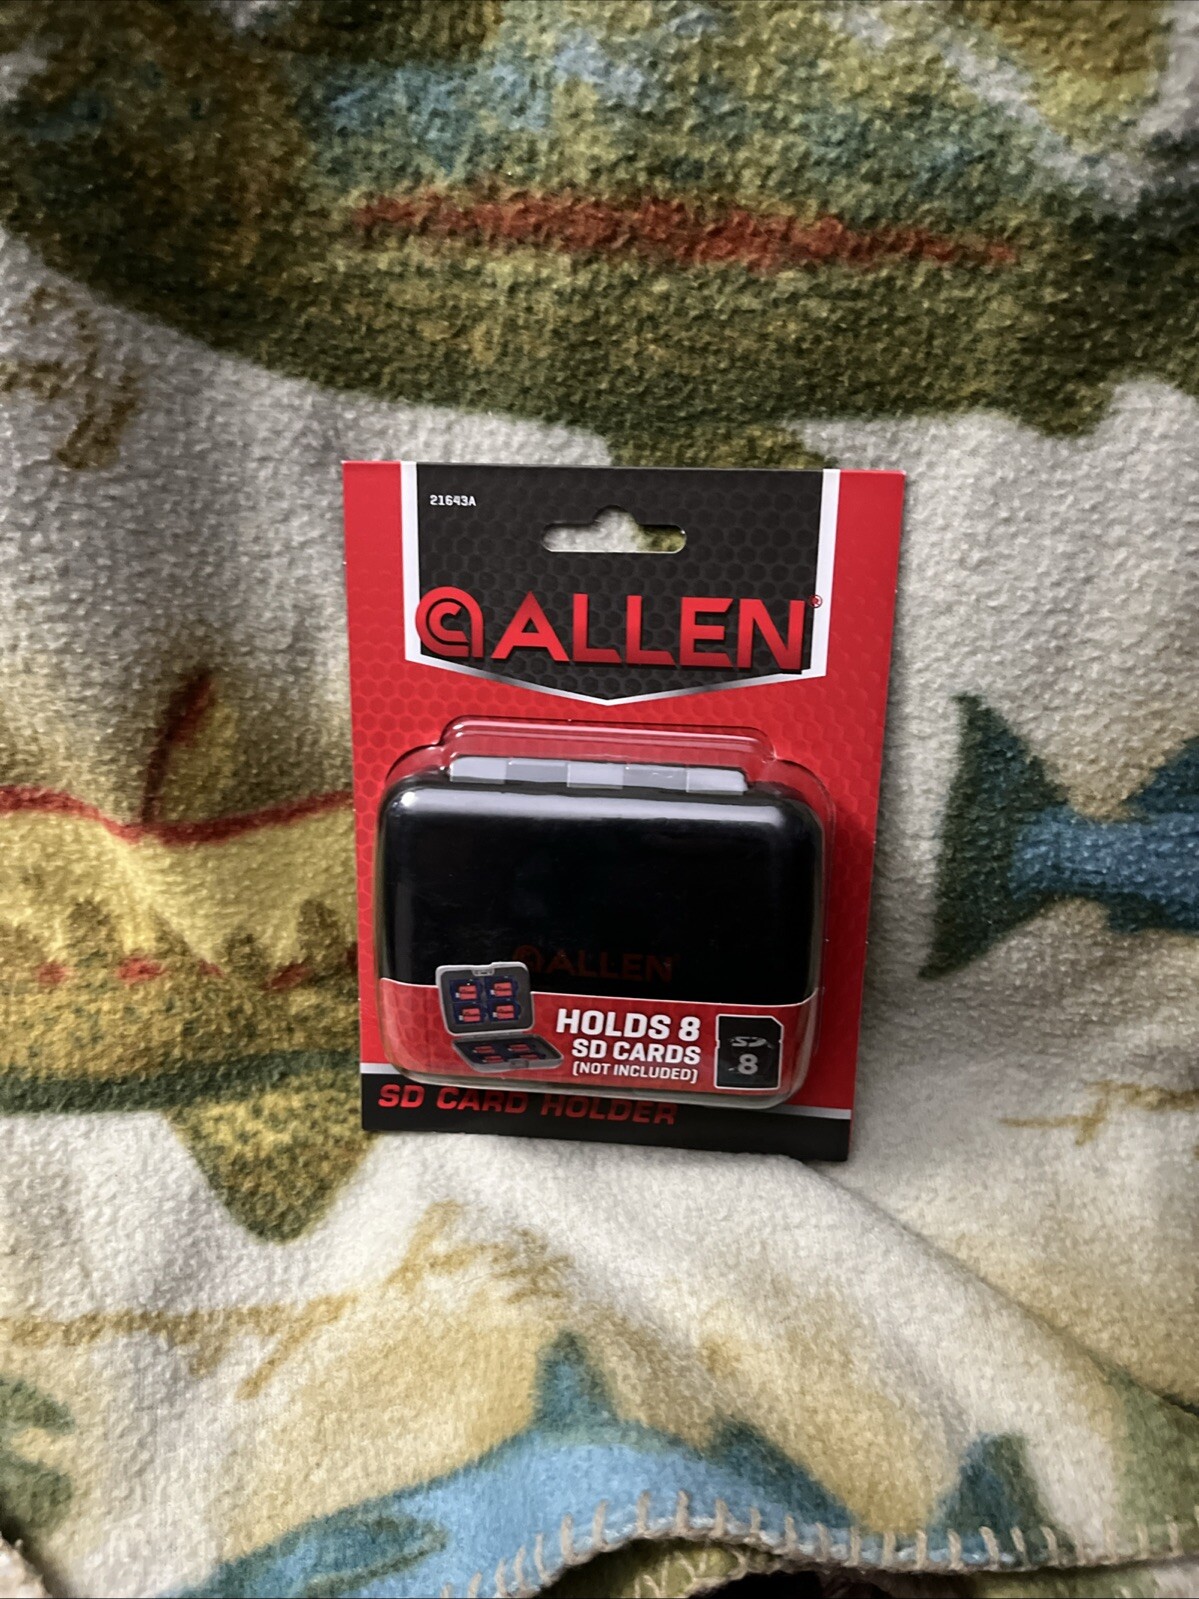 21643A
ALLEN®
ALLEN
HOLDS 8
SD CARDS
(NOT INCLUDED)
SD
8
SD CARD HOLDER